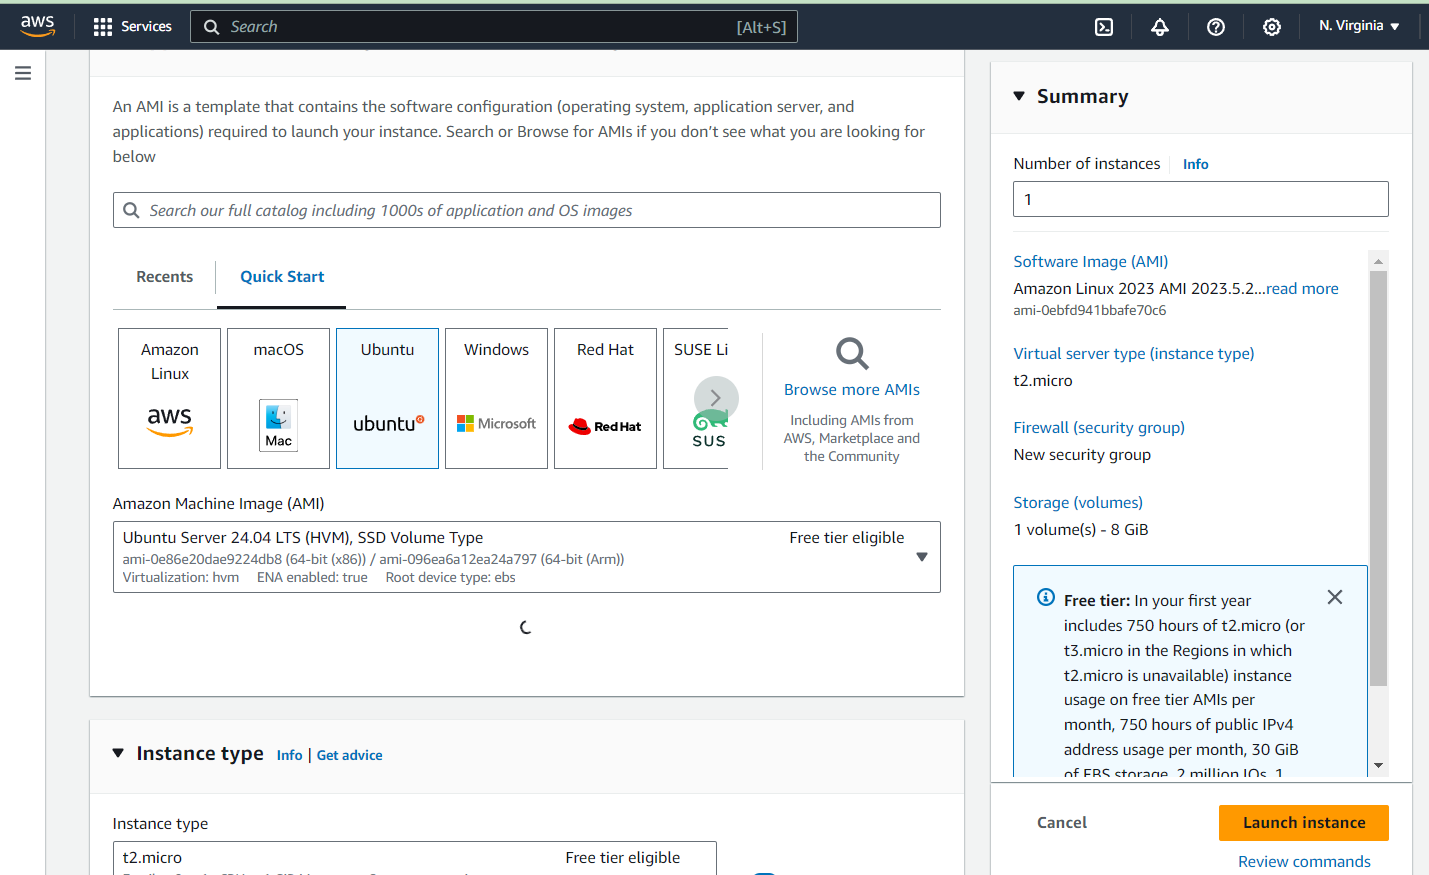 aws
Services
Search
[Alt+S]
N. Virginia
An AMI is a template that contains the software configuration (operating system, application server, and
applications) required to launch your instance. Search or Browse for AMIs if you don’t see what you are looking for
below
Search our full catalog including 1000s of application and OS images
Recents
Quick Start
Amazon
Linux
aws
macOS
Mac
Ubuntu
ubuntu
Windows
Microsoft
Red Hat
Red Hat
SUSE Li
SUS
Browse more AMIs
Including AMIs from
AWS, Marketplace and
the Community
Amazon Machine Image (AMI)
Ubuntu Server 24.04 LTS (HVM), SSD Volume Type
Free tier eligible
ami-0e86e20dae9224db8 (64-bit (x86)) / ami-096ea6a12ea24a797 (64-bit (Arm))
Virtualization: hvm ENA enabled: true Root device type: ebs
Instance type Info | Get advice
Instance type
t2.micro
Free tier eligible
Summary
Number of instances Info
1
Software Image (AMI)
Amazon Linux 2023 AMI 2023.5.2...read more
ami-0ebfd941bbafe70c6
Virtual server type (instance type)
t2.micro
Firewall (security group)
New security group
Storage (volumes)
1 volume(s) - 8 GiB
Free tier: In your first year
includes 750 hours of t2.micro (or
t3.micro in the Regions in which
t2.micro is unavailable) instance
usage on free tier AMIs per
month, 750 hours of public IPv4
address usage per month, 30 GiB
of EBS storage, 2 million IOs, 1
Cancel
Launch instance
Review commands